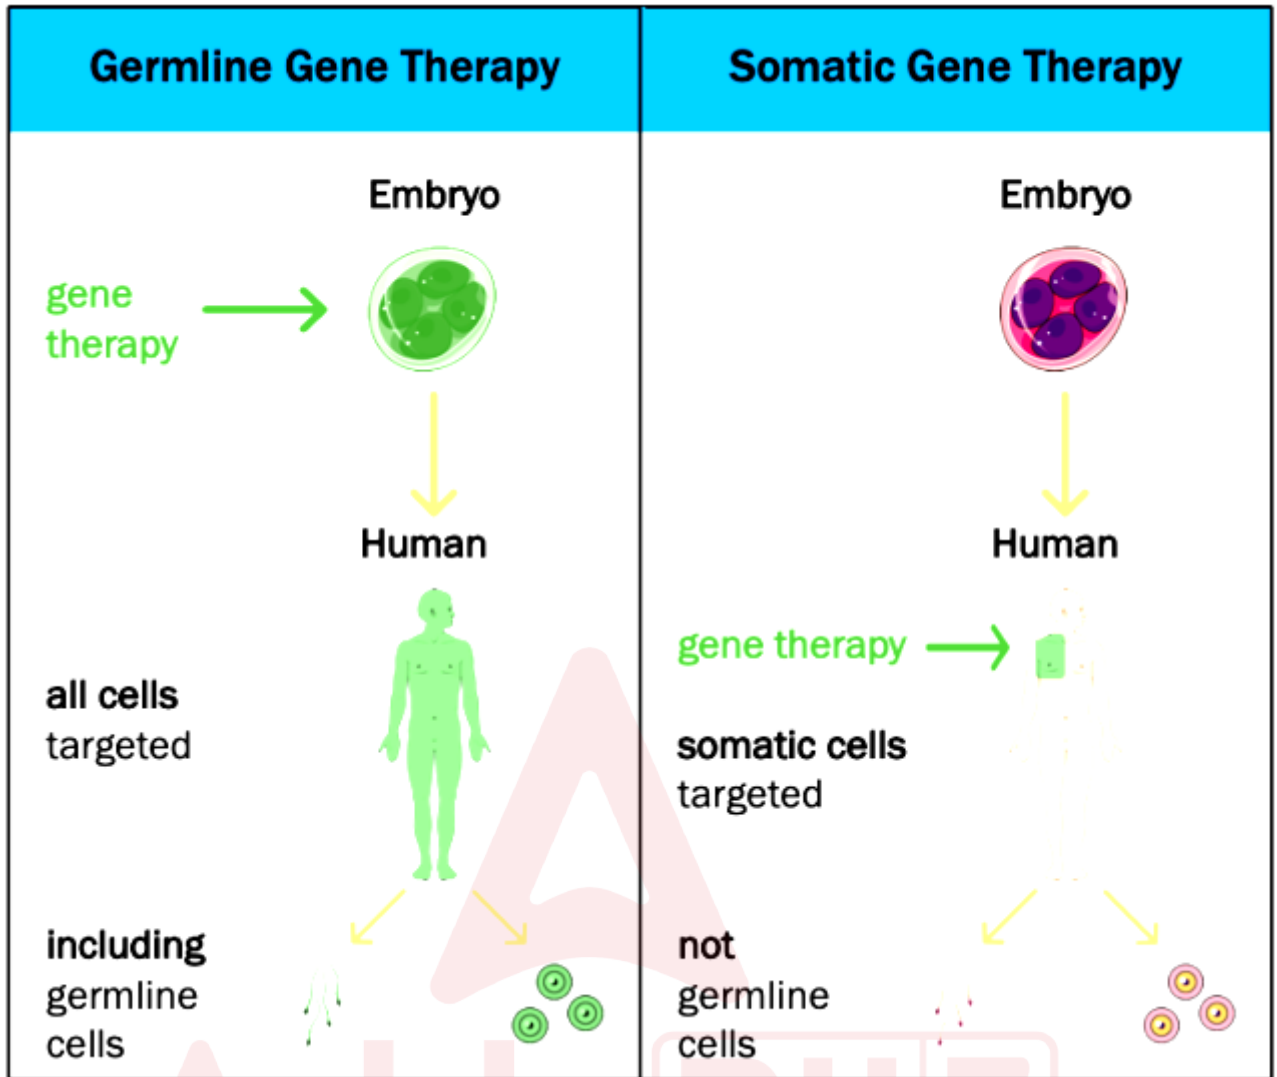 Germline Gene Therapy
Embryo
gene
therapy
Human
all cells
targeted
including
germline
cells
Somatic Gene Therapy
Embryo
Human
gene therapy
somatic cells
targeted
not
germline
cells